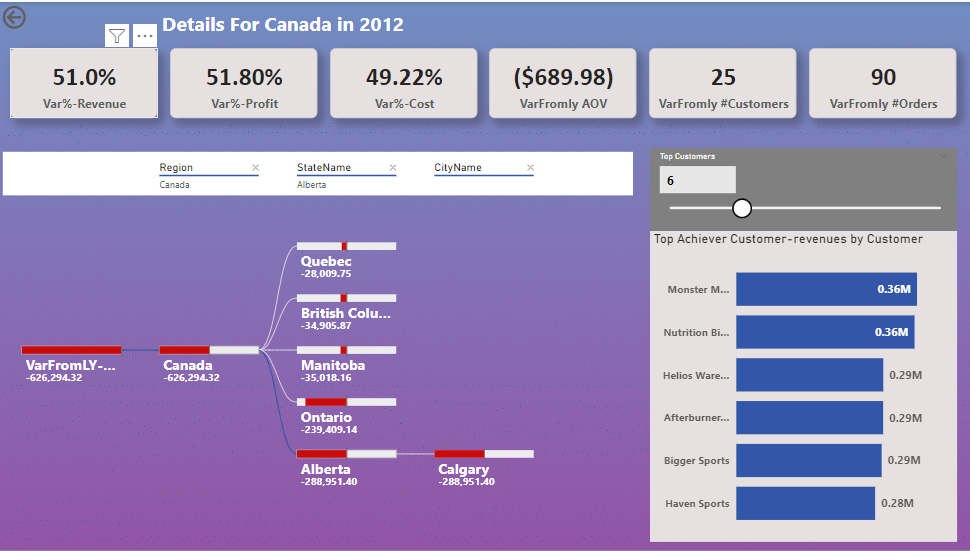 Details For Canada in 2012
51.0%
Var%-Revenue
51.80%
Var%-Profit
49.22%
Var%-Cost
($689.98)
VarFromly AOV
25
VarFromly #Customers
90
VarFromly #Orders
Region
Canada
StateName
Alberta
CityName
Top Customers
6
VarFromLY-...
-626,294.32
Canada
-626,294.32
Quebec
-28,009.75
British Colu...
-34,905.87
Manitoba
-35,018.16
Ontario
-239,409.14
Alberta
-288,951.40
Calgary
-288,951.40
Top Achiever Customer-revenues by Customer
Monster M... 0.36M
Nutrition Bi... 0.36M
Helios Ware... 0.29M
Afterburner... 0.29M
Bigger Sports 0.29M
Haven Sports 0.28M